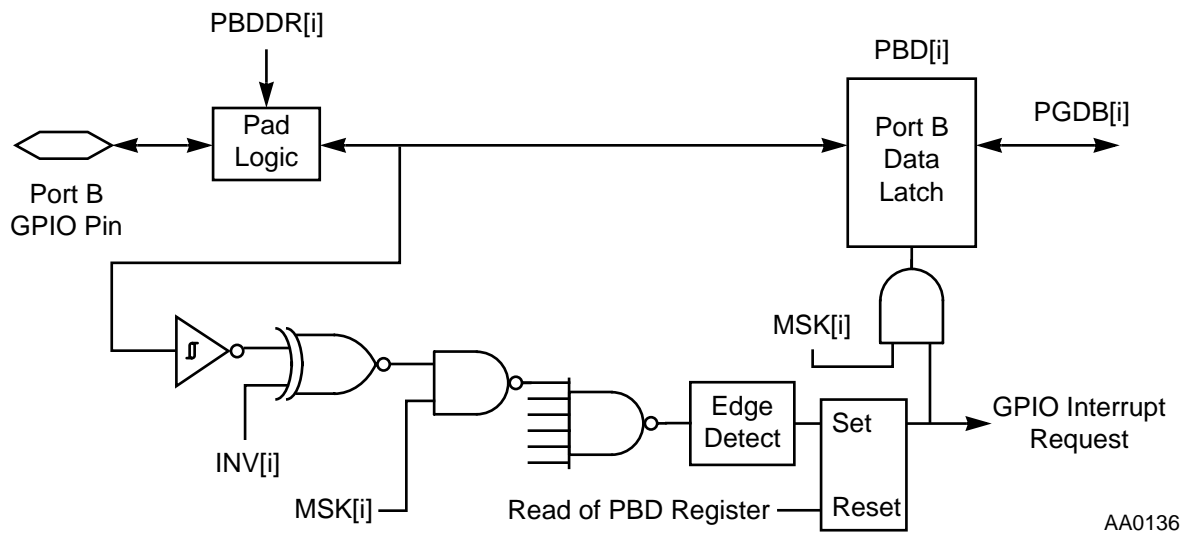 PBDDR[i]
PBD[i]
Pad
Logic
Port B
Data
Latch
PGDB[i]
Port B
GPIO Pin
MSK[i]
INV[i]
MSK[i]
Edge
Detect
Set
Reset
GPIO Interrupt
Request
Read of PBD Register
AA0136